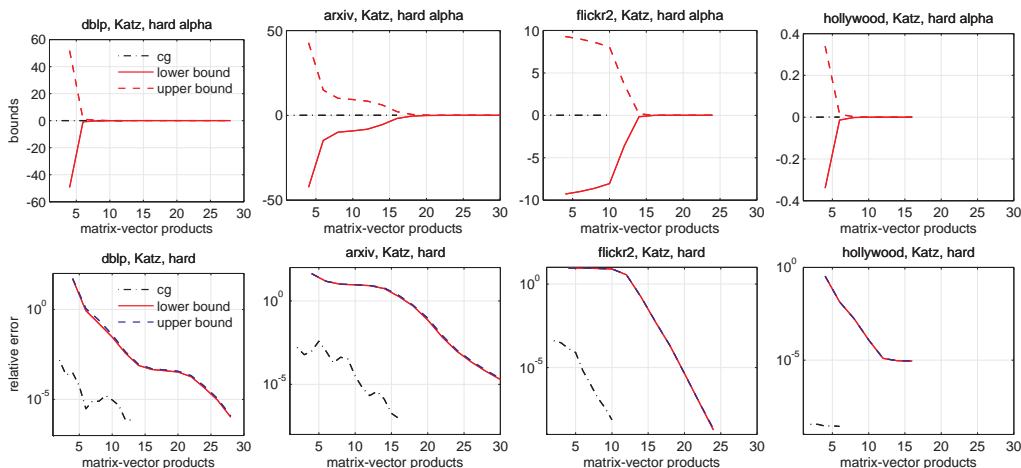 dblp, Katz, hard alpha
60
40
20
0
-20
-40
-60
bounds
cg
lower bound
upper bound
5 10 15 20 25 30
matrix-vector products
arxiv, Katz, hard alpha
50
0
-50
5 10 15 20 25 30
matrix-vector products
flickr2, Katz, hard alpha
10
5
0
-5
-10
5 10 15 20 25 30
matrix-vector products
hollywood, Katz, hard alpha
0.4
0.2
0
-0.2
-0.4
5 10 15 20 25 30
matrix-vector products
dblp, Katz, hard
10^0
10^-5
relative error
cg
lower bound
upper bound
5 10 15 20 25 30
matrix-vector products
arxiv, Katz, hard
10^0
10^-5
5 10 15 20 25 30
matrix-vector products
flickr2, Katz, hard
10^0
10^-5
5 10 15 20 25 30
matrix-vector products
hollywood, Katz, hard
10^0
10^-5
5 10 15 20 25 30
matrix-vector products